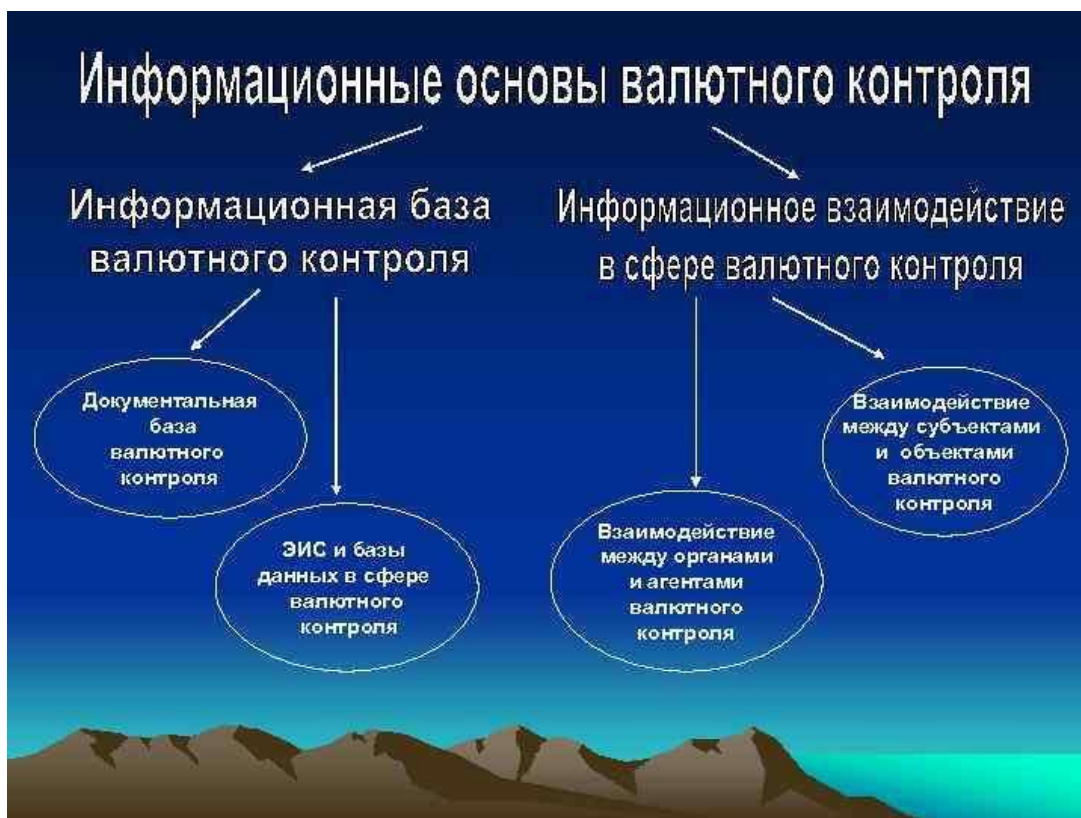 Информационные основы валютного контроля
Информационная база
валютного контроля
Информационное взаимодействие
в сфере валютного контроля
Документальная
база
валютного
контроля
ЭИС и базы
данных в сфере
валютного
контроля
Взаимодействие
между органами
и агентами
валютного
контроля
Взаимодействие
между субъектами
и объектами
валютного
контроля